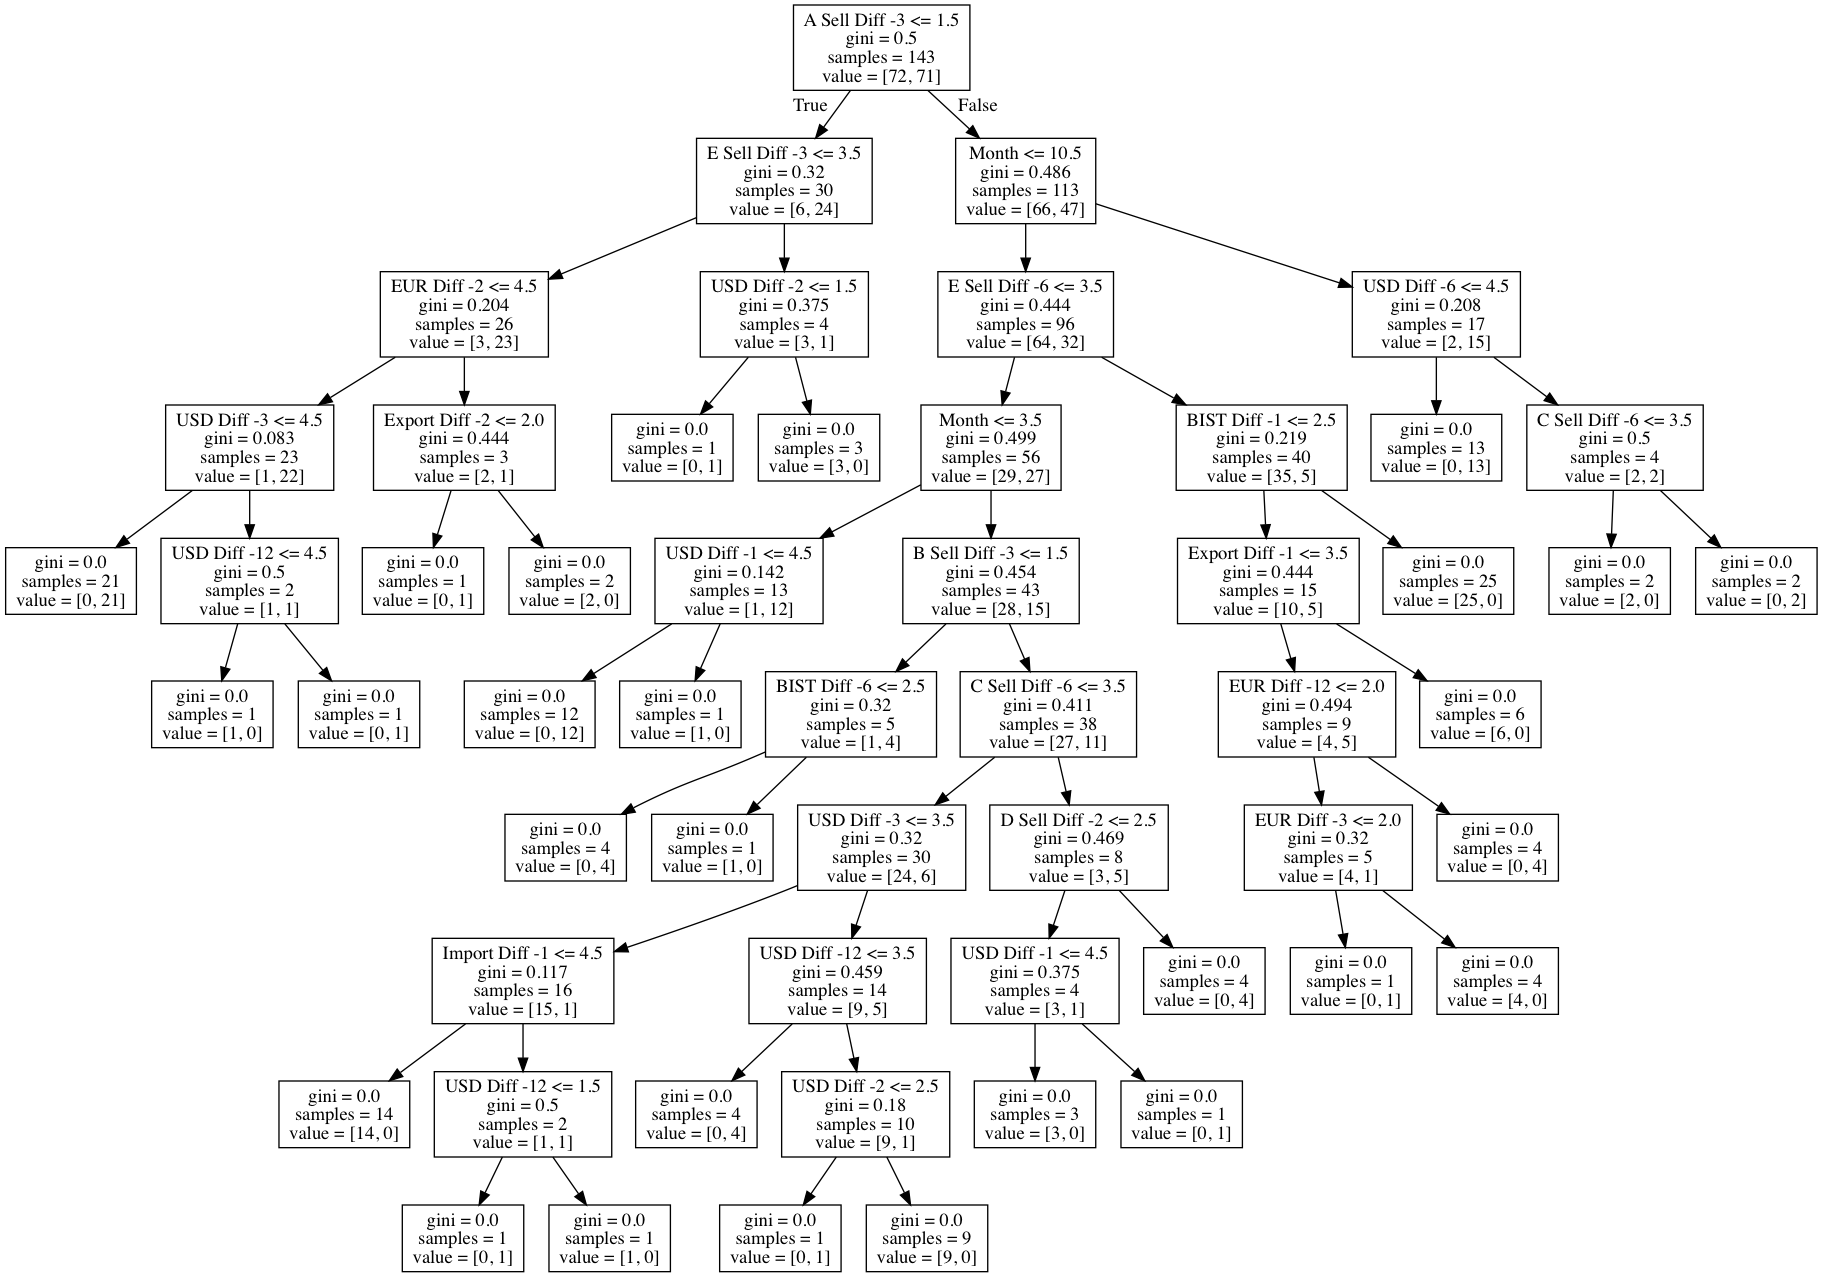 A Sell Diff -3 <= 1.5
gini = 0.5
samples = 143
value = [72, 71]
True
False
E Sell Diff -3 <= 3.5
gini = 0.32
samples = 30
value = [6, 24]
Month <= 10.5
gini = 0.486
samples = 113
value = [66, 47]
EUR Diff -2 <= 4.5
gini = 0.204
samples = 26
value = [3, 23]
USD Diff -2 <= 1.5
gini = 0.375
samples = 4
value = [3, 1]
E Sell Diff -6 <= 3.5
gini = 0.444
samples = 96
value = [64, 32]
USD Diff -6 <= 4.5
gini = 0.208
samples = 17
value = [2, 15]
USD Diff -3 <= 4.5
gini = 0.083
samples = 23
value = [1, 22]
Export Diff -2 <= 2.0
gini = 0.444
samples = 3
value = [2, 1]
gini = 0.0
samples = 1
value = [0, 1]
gini = 0.0
samples = 3
value = [3, 0]
Month <= 3.5
gini = 0.499
samples = 56
value = [29, 27]
BIST Diff -1 <= 2.5
gini = 0.219
samples = 40
value = [35, 5]
gini = 0.0
samples = 13
value = [0, 13]
C Sell Diff -6 <= 3.5
gini = 0.5
samples = 4
value = [2, 2]
gini = 0.0
samples = 21
value = [0, 21]
USD Diff -12 <= 4.5
gini = 0.5
samples = 2
value = [1, 1]
gini = 0.0
samples = 1
value = [0, 1]
gini = 0.0
samples = 2
value = [2, 0]
USD Diff -1 <= 4.5
gini = 0.142
samples = 13
value = [1, 12]
B Sell Diff -3 <= 1.5
gini = 0.454
samples = 43
value = [28, 15]
Export Diff -1 <= 3.5
gini = 0.444
samples = 15
value = [10, 5]
gini = 0.0
samples = 25
value = [25, 0]
gini = 0.0
samples = 2
value = [2, 0]
gini = 0.0
samples = 2
value = [0, 2]
gini = 0.0
samples = 1
value = [1, 0]
gini = 0.0
samples = 1
value = [0, 1]
gini = 0.0
samples = 12
value = [0, 12]
gini = 0.0
samples = 1
value = [1, 0]
BIST Diff -6 <= 2.5
gini = 0.32
samples = 5
value = [1, 4]
C Sell Diff -6 <= 3.5
gini = 0.411
samples = 38
value = [27, 11]
EUR Diff -12 <= 2.0
gini = 0.494
samples = 9
value = [4, 5]
gini = 0.0
samples = 6
value = [6, 0]
gini = 0.0
samples = 4
value = [0, 4]
gini = 0.0
samples = 1
value = [1, 0]
USD Diff -3 <= 3.5
gini = 0.32
samples = 30
value = [24, 6]
D Sell Diff -2 <= 2.5
gini = 0.469
samples = 8
value = [3, 5]
EUR Diff -3 <= 2.0
gini = 0.32
samples = 5
value = [4, 1]
gini = 0.0
samples = 4
value = [0, 4]
Import Diff -1 <= 4.5
gini = 0.117
samples = 16
value = [15, 1]
USD Diff -12 <= 3.5
gini = 0.459
samples = 14
value = [9, 5]
USD Diff -1 <= 4.5
gini = 0.375
samples = 4
value = [3, 1]
gini = 0.0
samples = 4
value = [0, 4]
gini = 0.0
samples = 1
value = [0, 1]
gini = 0.0
samples = 4
value = [4, 0]
gini = 0.0
samples = 14
value = [14, 0]
USD Diff -12 <= 1.5
gini = 0.5
samples = 2
value = [1, 1]
gini = 0.0
samples = 4
value = [0, 4]
USD Diff -2 <= 2.5
gini = 0.18
samples = 10
value = [9, 1]
gini = 0.0
samples = 3
value = [3, 0]
gini = 0.0
samples = 1
value = [0, 1]
gini = 0.0
samples = 1
value = [0, 1]
gini = 0.0
samples = 1
value = [1, 0]
gini = 0.0
samples = 1
value = [0, 1]
gini = 0.0
samples = 9
value = [9, 0]